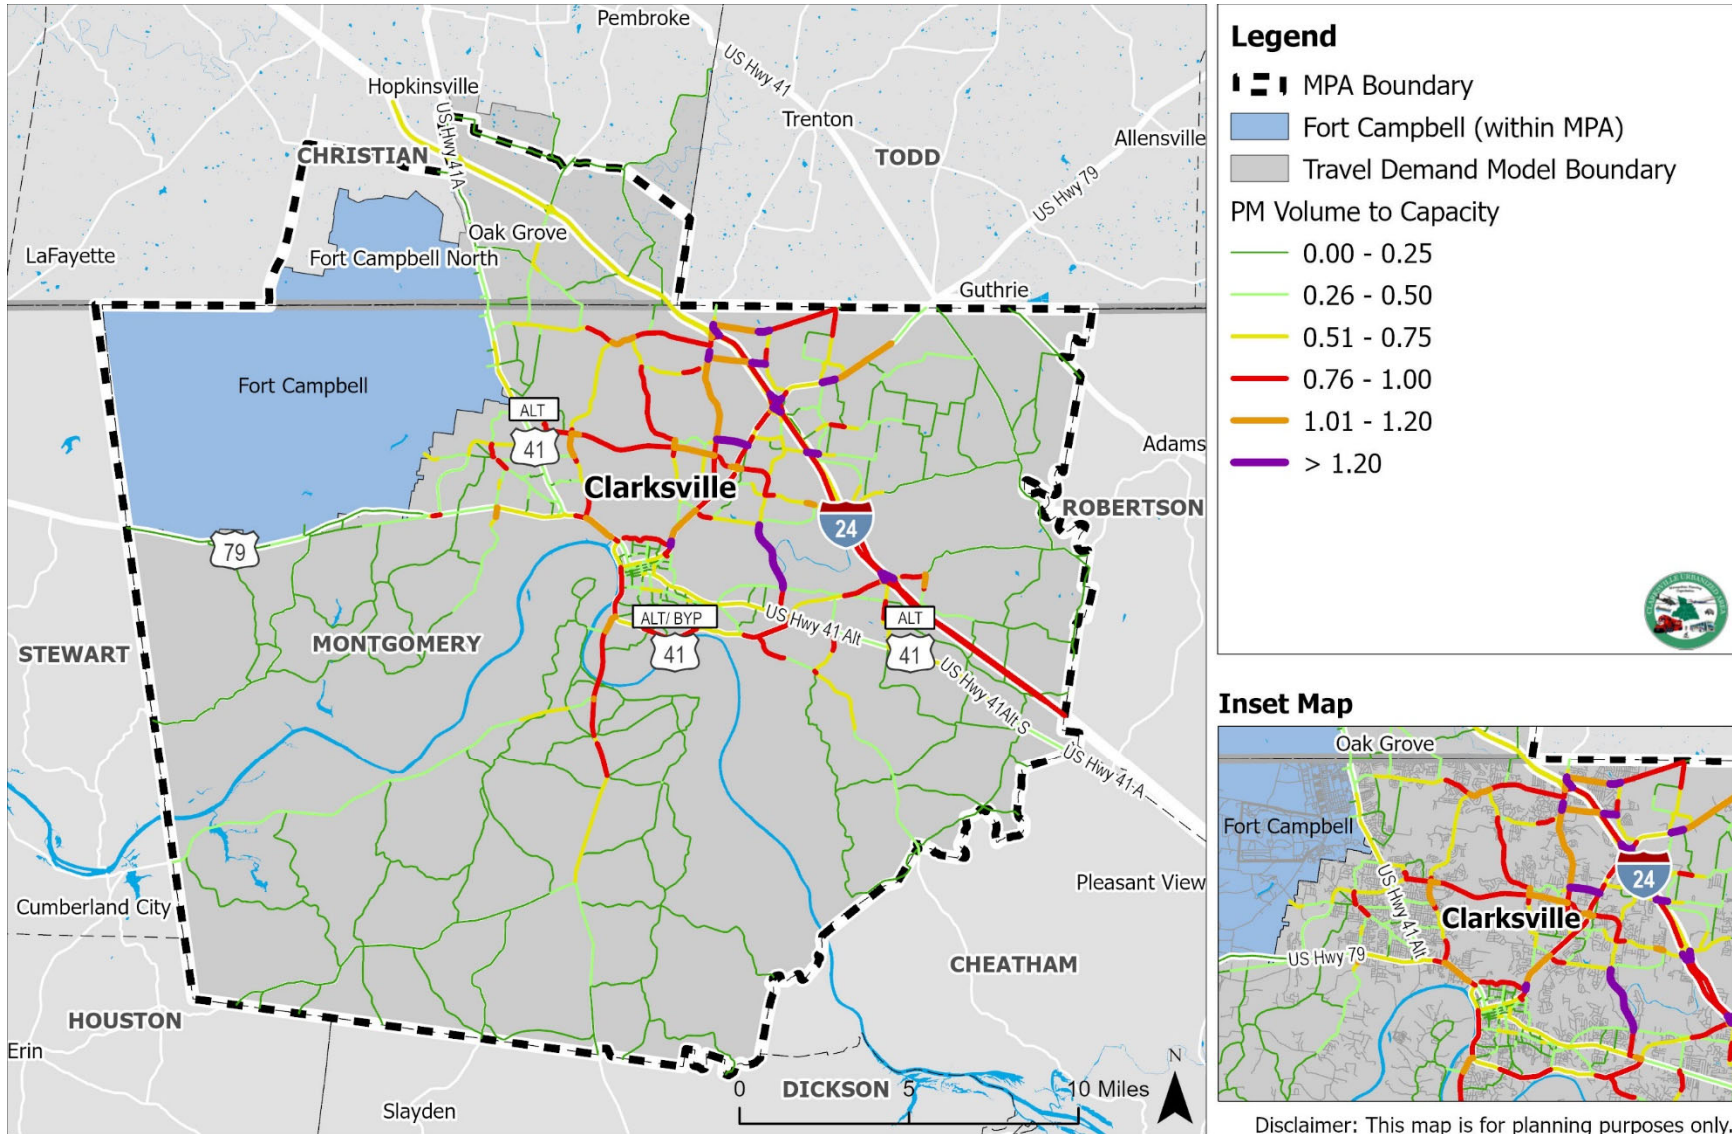 Pembroke
US Hwy 41
Hopkinsville
US Hwy 41A
Trenton
Allensville
CHRISTIAN
TODD
US Hwy 79
Oak Grove
LaFayette
Fort Campbell North
Guthrie
Fort Campbell
ALT
41
Adams
Clarksville
ROBERTSON
24
79
ALT/ BYP
41
US Hwy 41 Alt
ALT
41
MONTGOMERY
STEWART
US Hwy 41Alt S
US Hwy 41 A
Pleasant View
Cumberland City
CHEATHAM
HOUSTON
Erin
DICKSON
Slayden
0 5 10 Miles
N
Legend
MPA Boundary
Fort Campbell (within MPA)
Travel Demand Model Boundary
PM Volume to Capacity
0.00 - 0.25
0.26 - 0.50
0.51 - 0.75
0.76 - 1.00
1.01 - 1.20
> 1.20
Inset Map
Oak Grove
Fort Campbell
24
US Hwy 41 Alt
Clarksville
US Hwy 79
Disclaimer: This map is for planning purposes only.